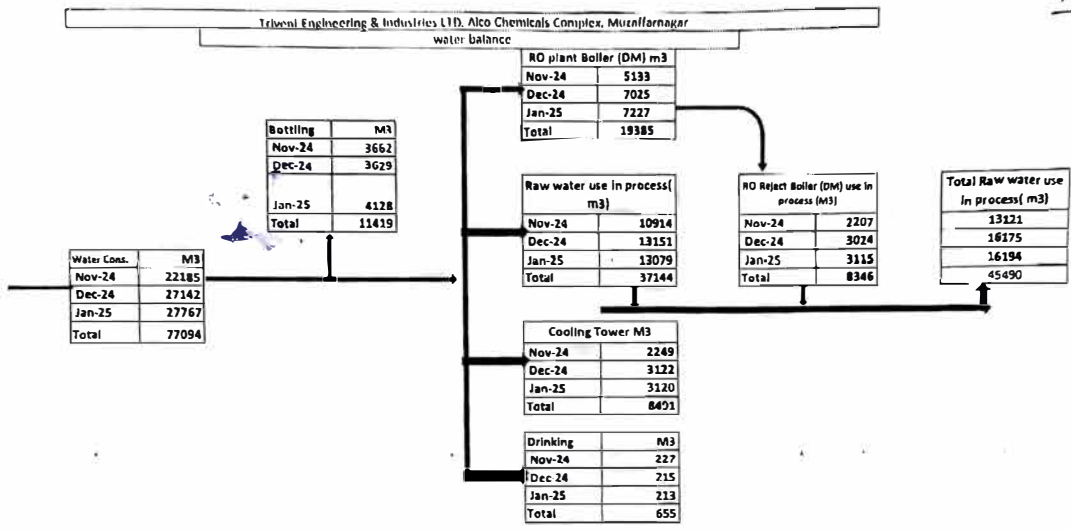 Triveni Engineering & Industries LTD. Alco Chemicals Complex, Muzaffarnagar
water balance
RO plant Boiler (DM) m3
Nov-24 5133
Dec-24 7025
Jan-25 7227
Total 19385
Bottling M3
Nov-24 3662
Dec-24 3629
Jan-25 4128
Total 11419
Water Cons. M3
Nov-24 22185
Dec-24 27142
Jan-25 27767
Total 77094
Raw water use in process(
m3)
Nov-24 10914
Dec-24 13151
Jan-25 13079
Total 37144
RO Reject Boiler (DM) use in
process (M3)
Nov-24 2207
Dec-24 3024
Jan-25 3115
Total 8346
Total Raw water use
in process( m3)
13121
16175
16194
45490
Cooling Tower M3
Nov-24 2249
Dec-24 3122
Jan-25 3120
Total 8491
Drinking M3
Nov-24 227
Dec-24 215
Jan-25 213
Total 655